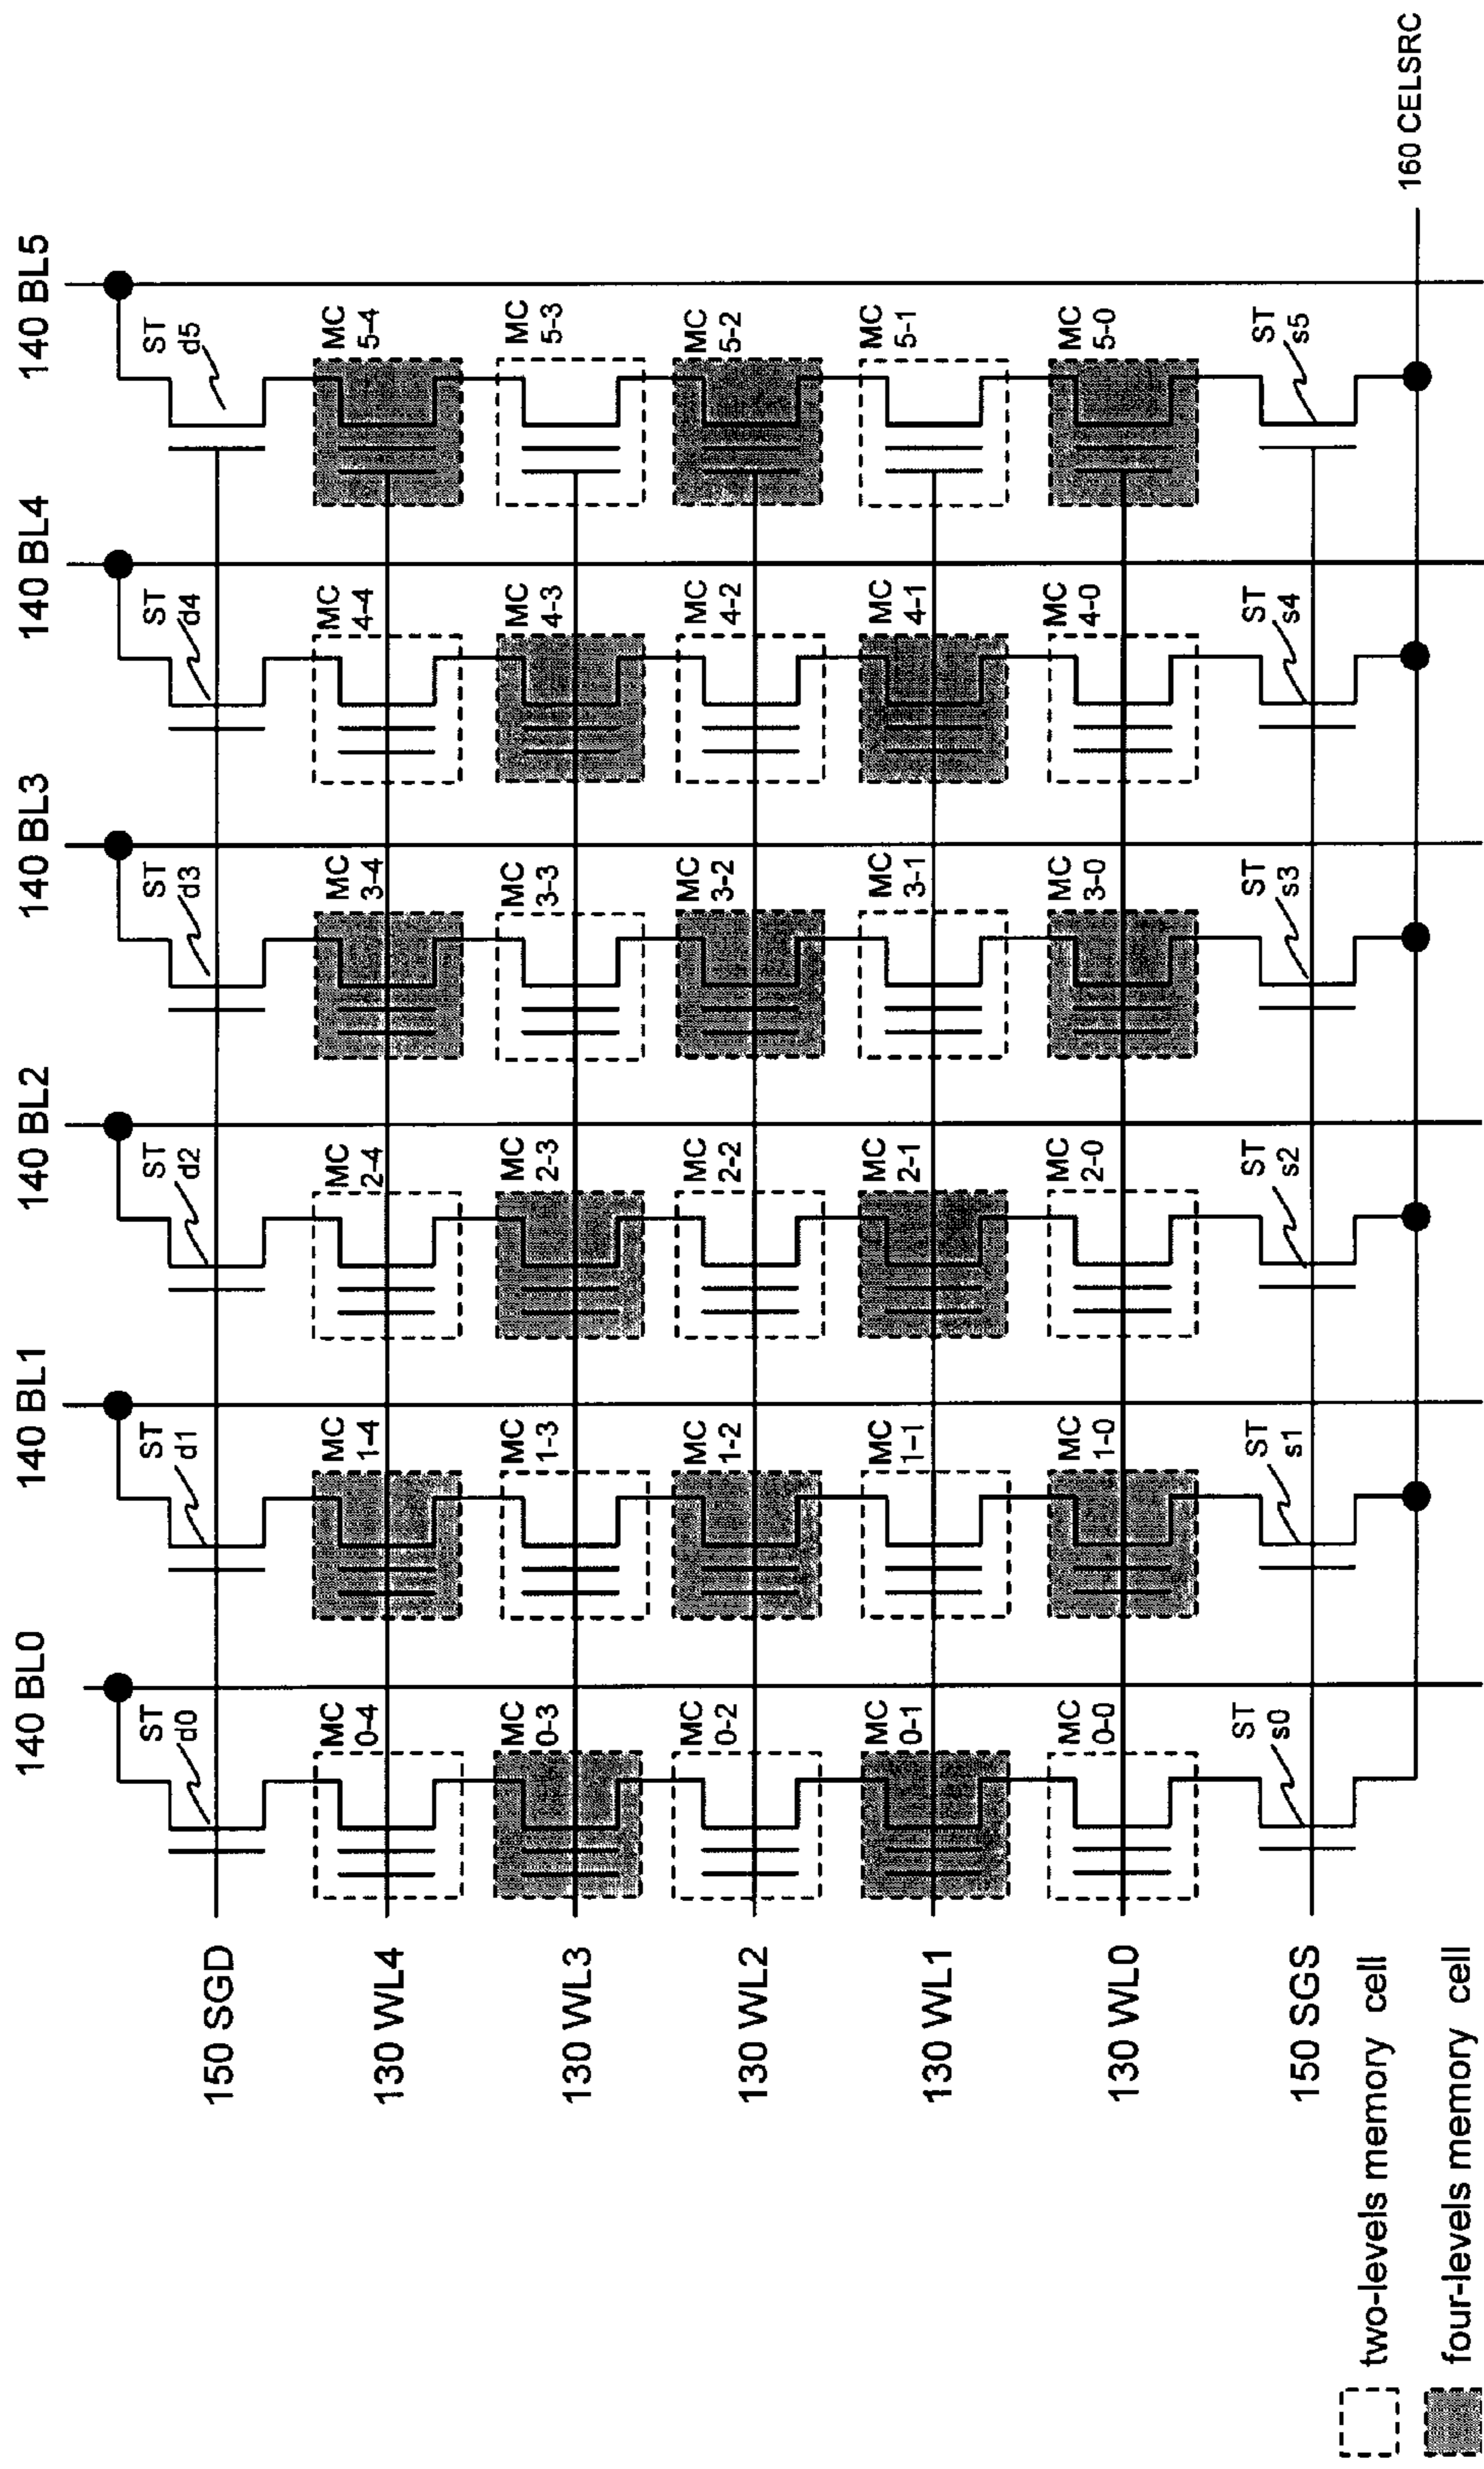 140 BL0
140 BL1
140 BL2
140 BL3
140 BL4
140 BL5
150 SGD
ST
d0
ST
d1
ST
d2
ST
d3
ST
d4
ST
d5
130 WL4
MC
0-4
MC
1-4
MC
2-4
MC
3-4
MC
4-4
MC
5-4
130 WL3
MC
0-3
MC
1-3
MC
2-3
MC
3-3
MC
4-3
MC
5-3
130 WL2
MC
0-2
MC
1-2
MC
2-2
MC
3-2
MC
4-2
MC
5-2
130 WL1
MC
0-1
MC
1-1
MC
2-1
MC
3-1
MC
4-1
MC
5-1
130 WL0
MC
0-0
MC
1-0
MC
2-0
MC
3-0
MC
4-0
MC
5-0
150 SGS
ST
s0
ST
s1
ST
s2
ST
s3
ST
s4
ST
s5
160 CELSRC
two-levels memory cell
four-levels memory cell